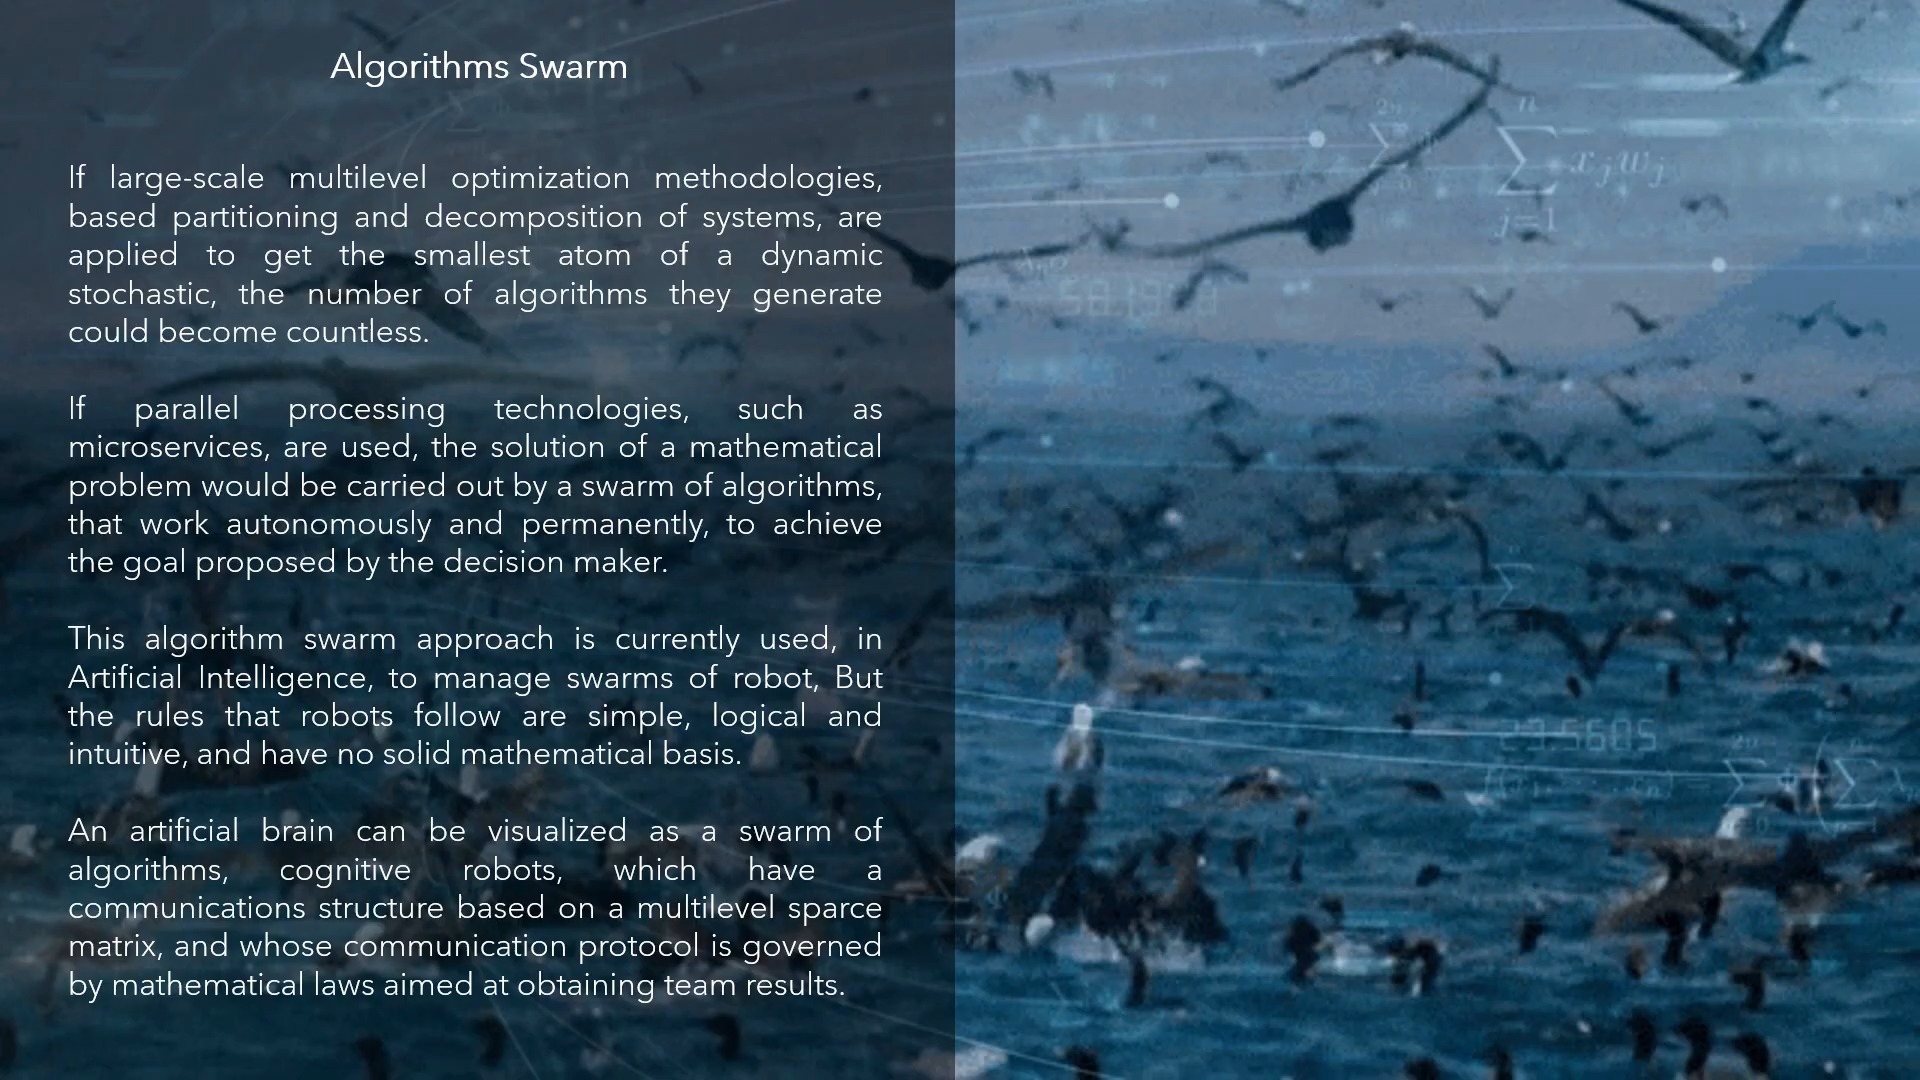 Algorithms Swarm
If large-scale multilevel optimization methodologies,
based partitioning and decomposition of systems, are
applied to get the smallest atom of a dynamic
stochastic, the number of algorithms they generate
could become countless.
If parallel processing technologies, such as
microservices, are used, the solution of a mathematical
problem would be carried out by a swarm of algorithms,
that work autonomously and permanently, to achieve
the goal proposed by the decision maker.
This algorithm swarm approach is currently used, in
Artificial Intelligence, to manage swarms of robot, But
the rules that robots follow are simple, logical and
intuitive, and have no solid mathematical basis.
An artificial brain can be visualized as a swarm of
algorithms, cognitive robots, which have a
communications structure based on a multilevel sparce
matrix, and whose communication protocol is governed
by mathematical laws aimed at obtaining team results.
n
∑ x_j w_j
j=1
23.5605